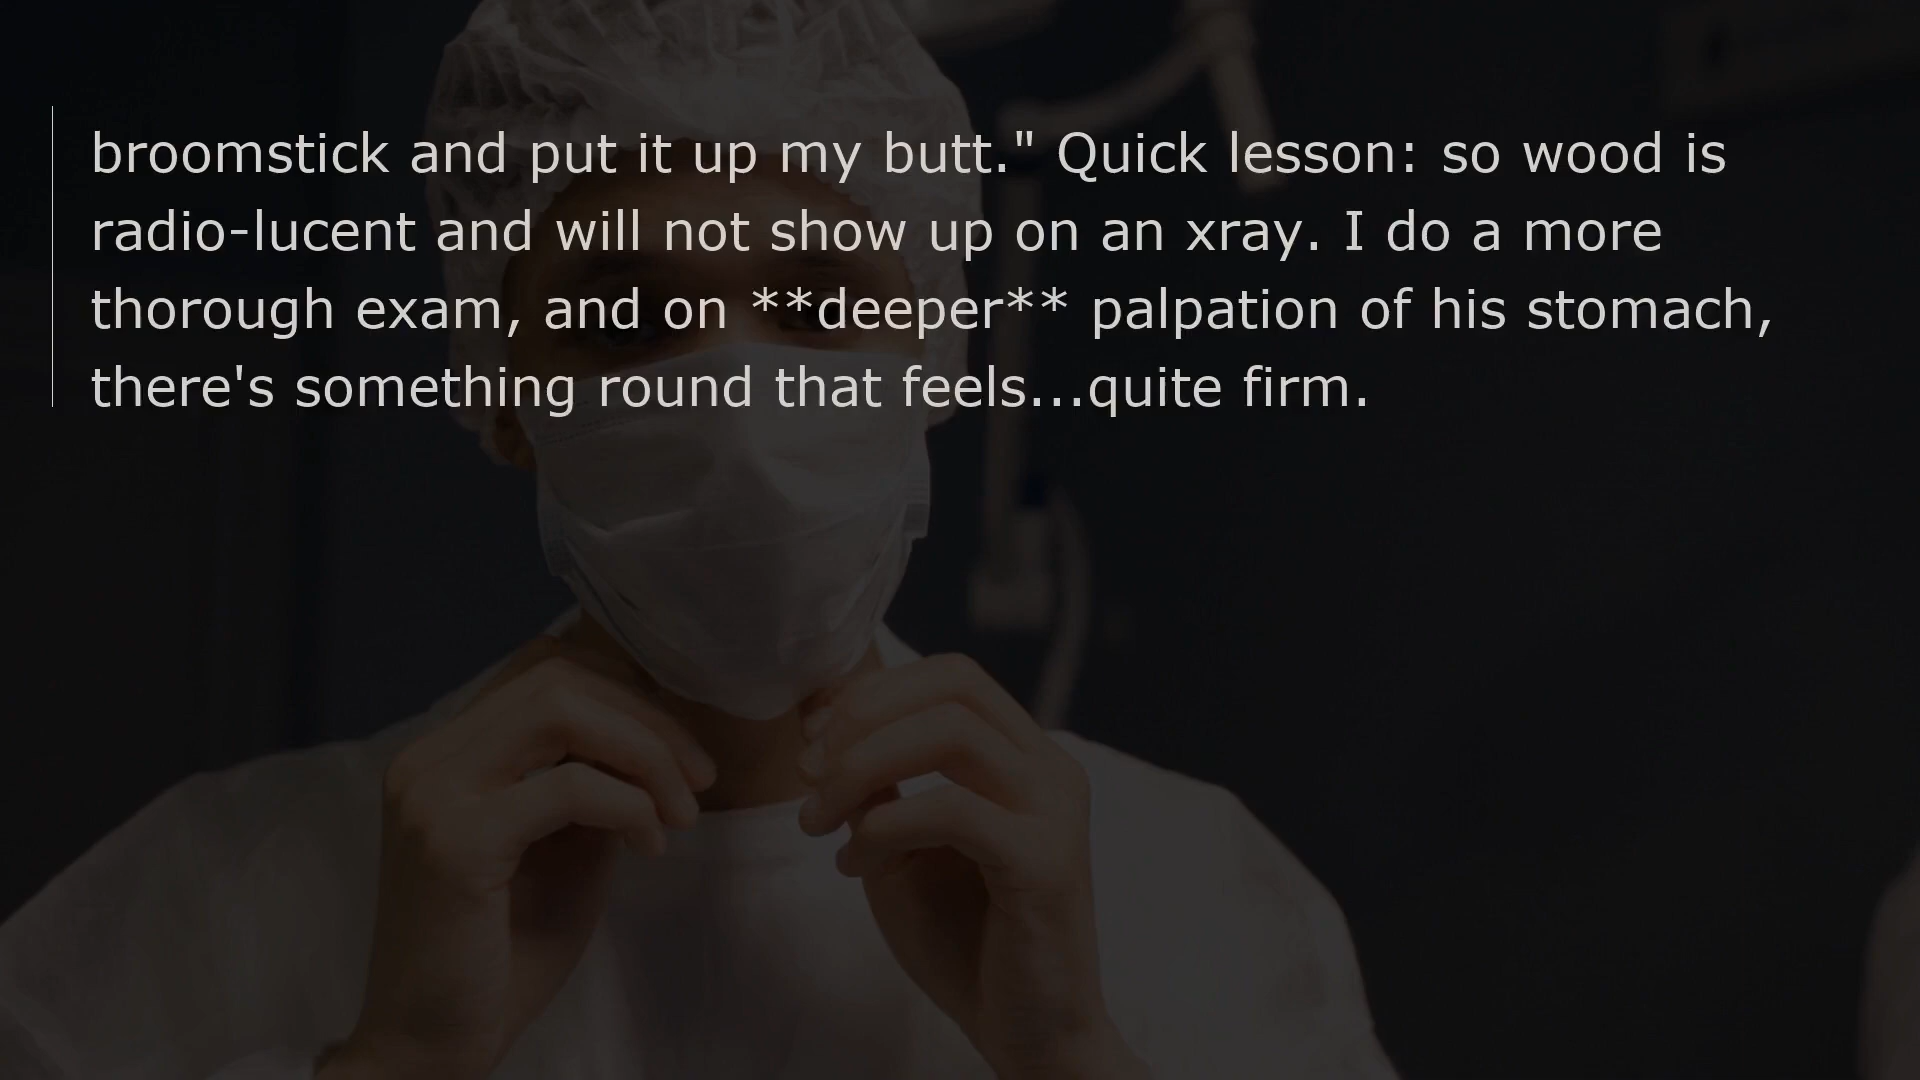 broomstick and put it up my butt." Quick lesson: so wood is
radio-lucent and will not show up on an xray. I do a more
thorough exam, and on **deeper** palpation of his stomach,
there's something round that feels...quite firm.